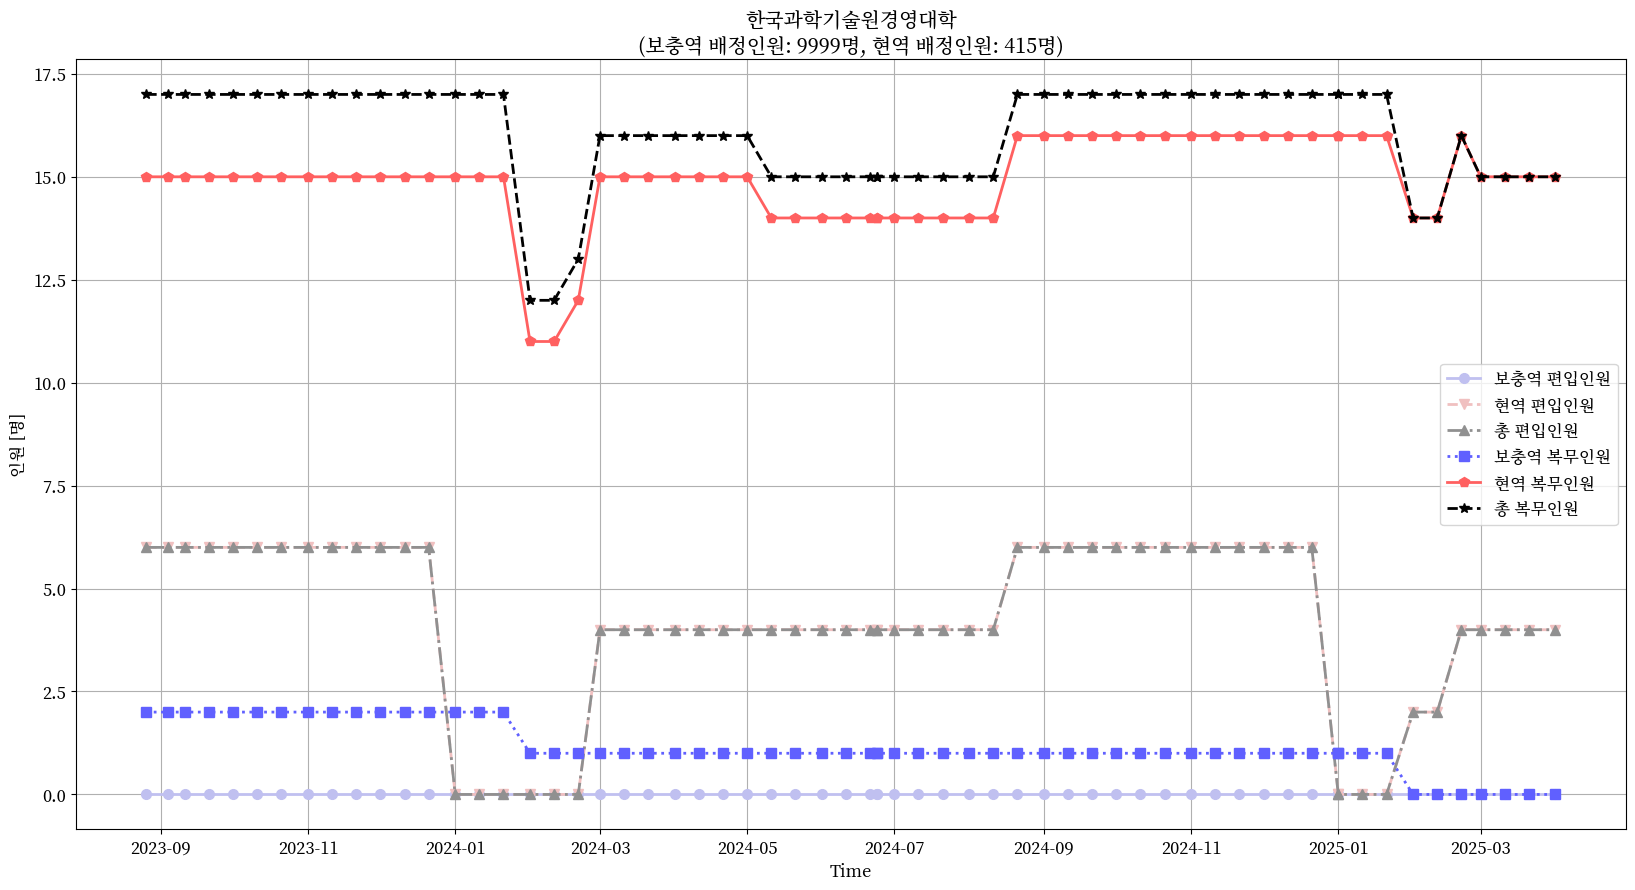 한국과학기술원경영대학
(보충역 배정인원: 9999명, 현역 배정인원: 415명)
17.5
15.0
12.5
10.0
7.5
5.0
2.5
0.0
인원 [명]
보충역 편입인원
현역 편입인원
총 편입인원
보충역 복무인원
현역 복무인원
총 복무인원
2023-09 2023-11 2024-01 2024-03 2024-05 2024-07 2024-09 2024-11 2025-01 2025-03
Time